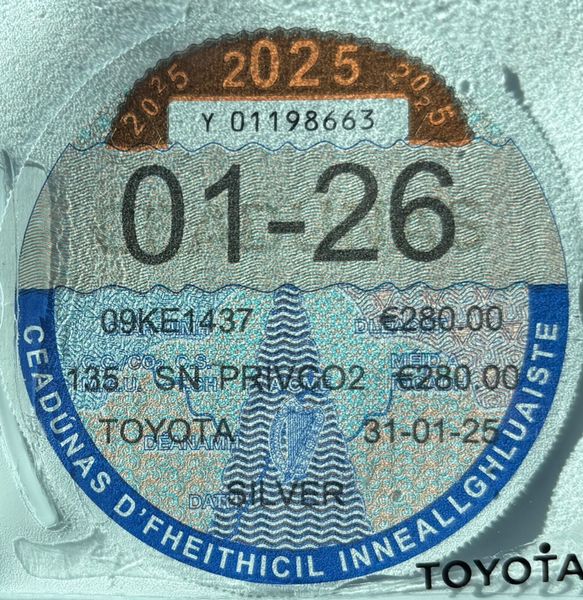 2025 2025 2025
Y 01198663
01-26
09KE1437 €280.00
135 SN PRIVCO2 €280.00
TOYOTA 31-01-25
SILVER
CEADUNAS D'FHEITHICIL INNEALLGHLUAISTE
TOYOTA